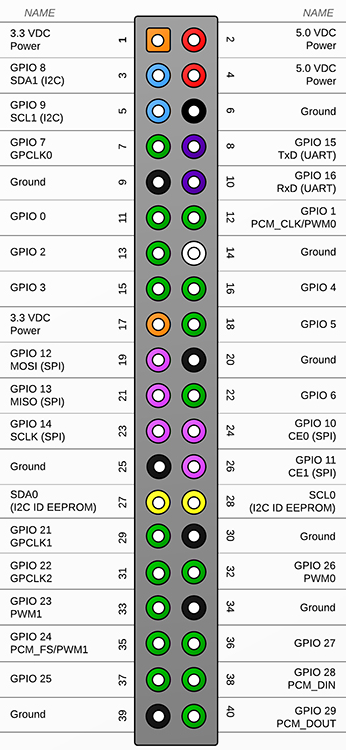 NAME NAME
3.3 VDC
Power
1
2
5.0 VDC
Power
GPIO 8
SDA1 (I2C)
3
4
5.0 VDC
Power
GPIO 9
SCL1 (I2C)
5
6
Ground
GPIO 7
GPCLK0
7
8
GPIO 15
TxD (UART)
Ground
9
10
GPIO 16
RxD (UART)
GPIO 0
11
12
GPIO 1
PCM_CLK/PWM0
GPIO 2
13
14
Ground
GPIO 3
15
16
GPIO 4
3.3 VDC
Power
17
18
GPIO 5
GPIO 12
MOSI (SPI)
19
20
Ground
GPIO 13
MISO (SPI)
21
22
GPIO 6
GPIO 14
SCLK (SPI)
23
24
GPIO 10
CE0 (SPI)
Ground
25
26
GPIO 11
CE1 (SPI)
SDA0
(I2C ID EEPROM)
27
28
SCL0
(I2C ID EEPROM)
GPIO 21
GPCLK1
29
30
Ground
GPIO 22
GPCLK2
31
32
GPIO 26
PWM0
GPIO 23
PWM1
33
34
Ground
GPIO 24
PCM_FS/PWM1
35
36
GPIO 27
GPIO 25
37
38
GPIO 28
PCM_DIN
Ground
39
40
GPIO 29
PCM_DOUT